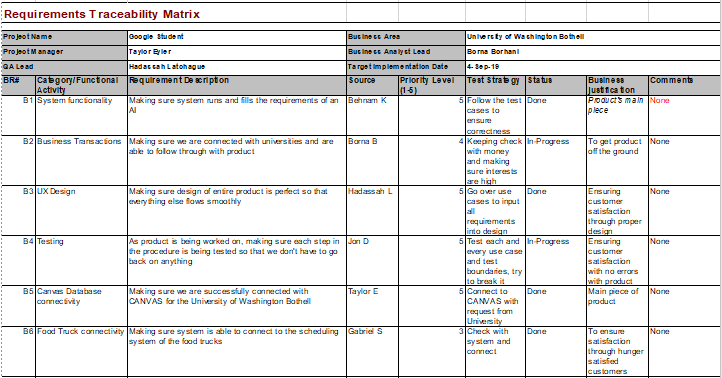 Requirements Traceability Matrix
Project Name Google Student Business Area University of Washington Bothell
Project Manager Taylor Eyler Business Analyst Lead Borna Borhani
QA Lead Hadassah Latchague Target Implementation Date 4-Sep-19
BR# Category/Functional Activity Requirement Description Source Priority Level (1-5) Test Strategy Status Business Justification Comments
B1 System functionality Making sure system runs and fills the requirements of an AI Behnam K 5 Follow the test cases to ensure correctness Done Product's main piece None
B2 Business Transactions Making sure we are connected with universities and are able to follow through with product Borna B 4 Keeping check with money and making sure interests are high In-Progress To get product off the ground None
B3 UX Design Making sure design of entire product is perfect so that everything else flows smoothly Hadassah L 5 Go over use cases to input all requirements into design Done Ensuring customer satisfaction through proper design None
B4 Testing As product is being worked on, making sure each step in the procedure is being tested so that we don't have to go back on anything Jon D 5 Test each and every use case and test boundaries, try to break it In-Progress Ensuring customer satisfaction with no errors with product None
B5 Canvas Database connectivity Making sure we are successfully connected with CANVAS for the University of Washington Bothell Taylor E 5 Connect to CANVAS with request from University Done Main piece of product None
B6 Food Truck connectivity Making sure system is able to connect to the scheduling system of the food trucks Gabriel S 3 Check with system and connect Done To ensure satisfaction through hunger satisfied customers None